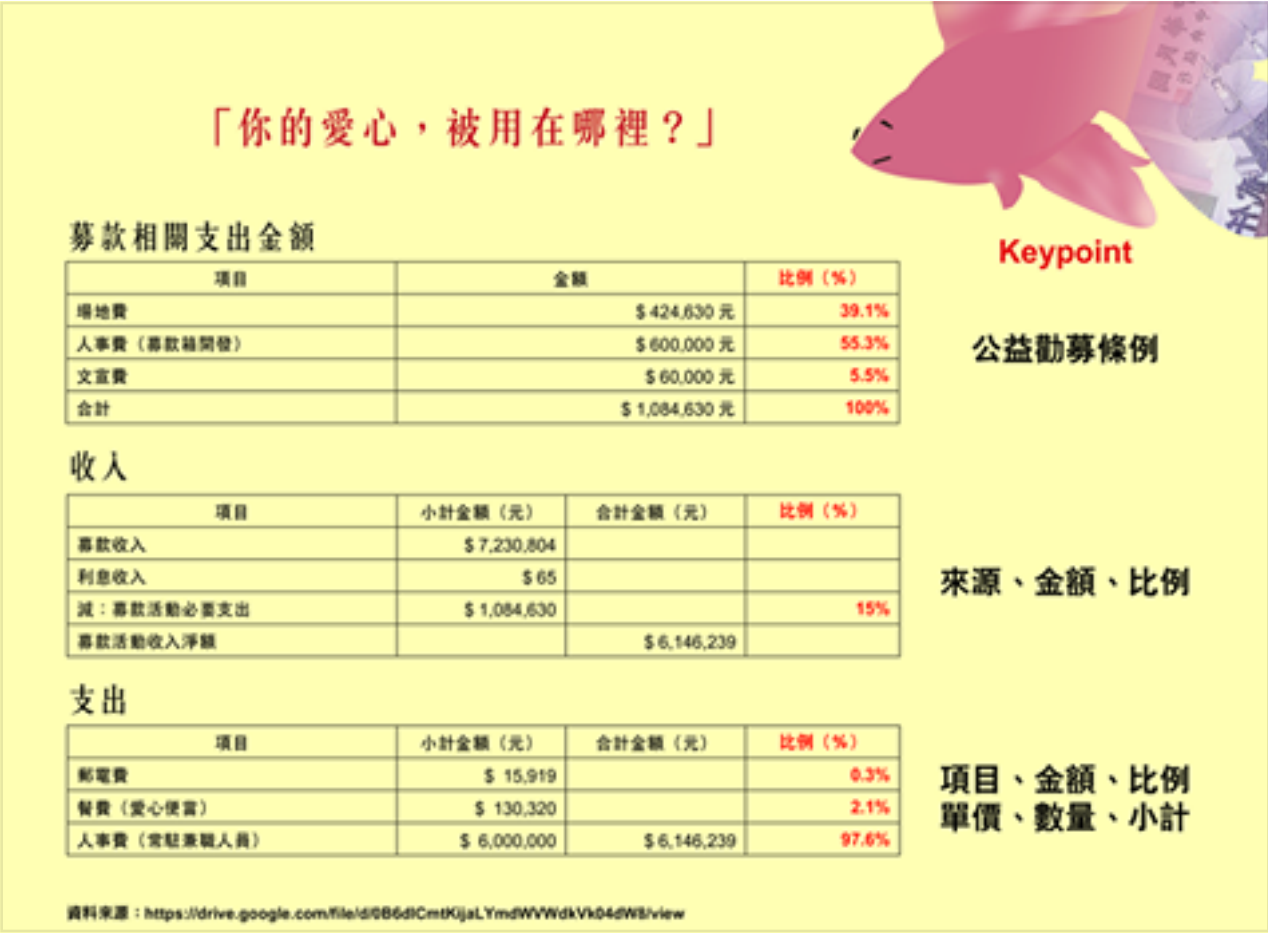 「你的愛心，被用在哪裡？」
募款相關支出金額
Keypoint
項目 金額 比例（%）
場地費 $ 424,630 元 39.1%
人事費（募款箱開發） $ 600,000 元 55.3%
公益勸募條例
文宣費 $ 60,000 元 5.5%
合計 $ 1,084,630 元 100%
收入
項目 小計金額（元） 合計金額（元） 比例（%）
募款收入 $ 7,230,804
利息收入 $ 65
來源、金額、比例
減：募款活動必要支出 $ 1,084,630 15%
募款活動收入淨額 $ 6,146,239
支出
項目 小計金額（元） 合計金額（元） 比例（%）
郵電費 $ 15,919 0.3%
項目、金額、比例
餐費（愛心便當） $ 130,320 2.1%
單價、數量、小計
人事費（常駐兼職人員） $ 6,000,000 $ 6,146,239 97.6%
資料來源：https://drive.google.com/file/d/0B6dICmtKijaLYmdWVWdkVk04dW8/view